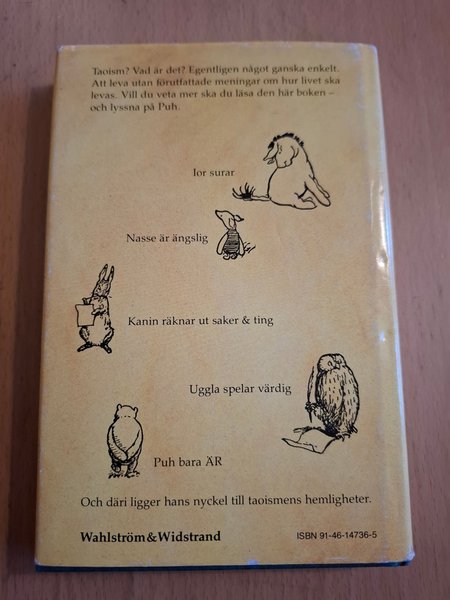 Taoism? Vad är det? Egentligen något ganska enkelt.
Att leva utan förutfattade meningar om hur livet ska
levas. Vill du veta mer ska du läsa den här boken –
och lyssna på Puh.
Ior surar
Nasse är ängslig
Kanin räknar ut saker & ting
Uggla spelar värdig
Puh bara ÄR
Och däri ligger hans nyckel till taoismens hemligheter.
Wahlström&Widstrand
ISBN 91-46-14736-5